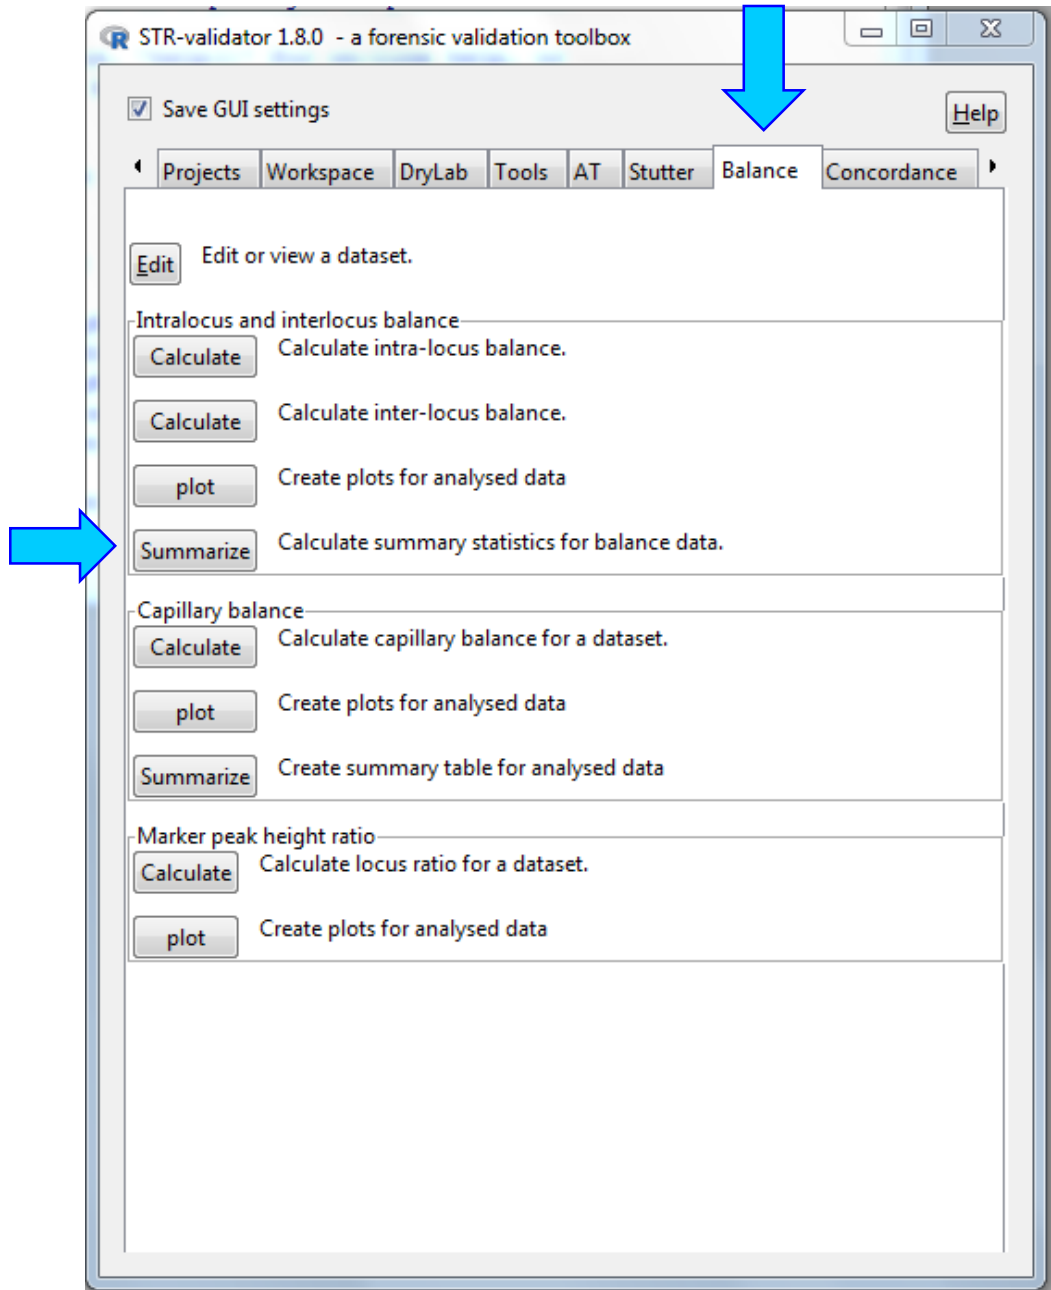 STR-validator 1.8.0 - a forensic validation toolbox
Save GUI settings
Help
Projects Workspace DryLab Tools AT Stutter Balance Concordance
Edit Edit or view a dataset.
Intralocus and interlocus balance
Calculate Calculate intra-locus balance.
Calculate Calculate inter-locus balance.
plot Create plots for analysed data
Summarize Calculate summary statistics for balance data.
Capillary balance
Calculate Calculate capillary balance for a dataset.
plot Create plots for analysed data
Summarize Create summary table for analysed data
Marker peak height ratio
Calculate Calculate locus ratio for a dataset.
plot Create plots for analysed data